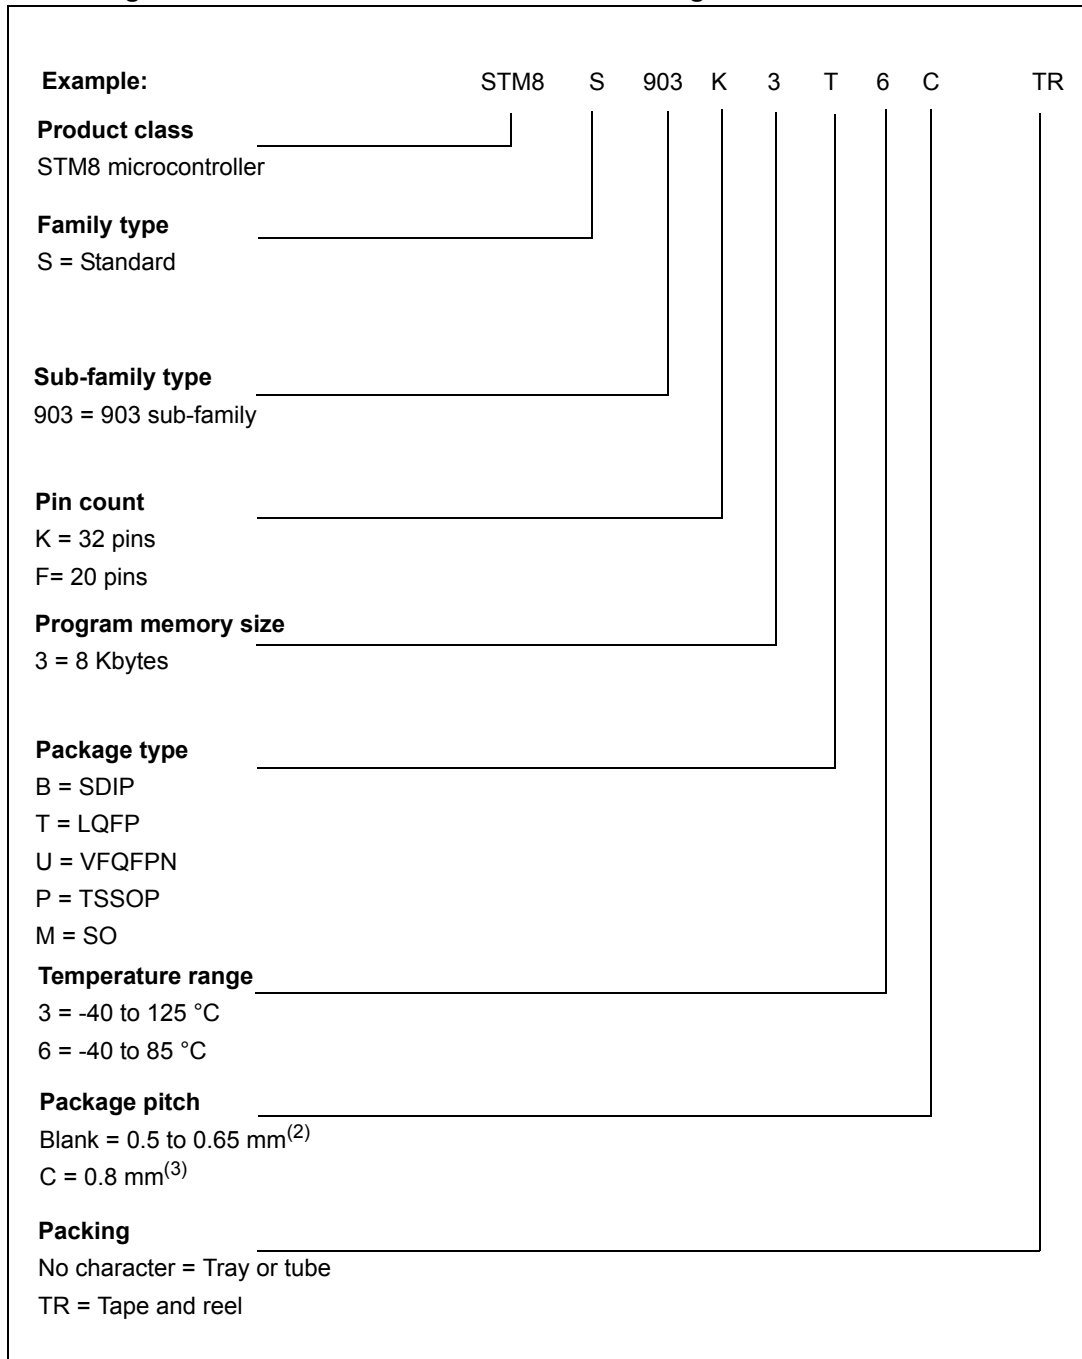 Example: STM8 S 903 K 3 T 6 C TR
Product class
STM8 microcontroller
Family type
S = Standard
Sub-family type
903 = 903 sub-family
Pin count
K = 32 pins
F= 20 pins
Program memory size
3 = 8 Kbytes
Package type
B = SDIP
T = LQFP
U = VFQFPN
P = TSSOP
M = SO
Temperature range
3 = -40 to 125 °C
6 = -40 to 85 °C
Package pitch
Blank = 0.5 to 0.65 mm(2)
C = 0.8 mm(3)
Packing
No character = Tray or tube
TR = Tape and reel